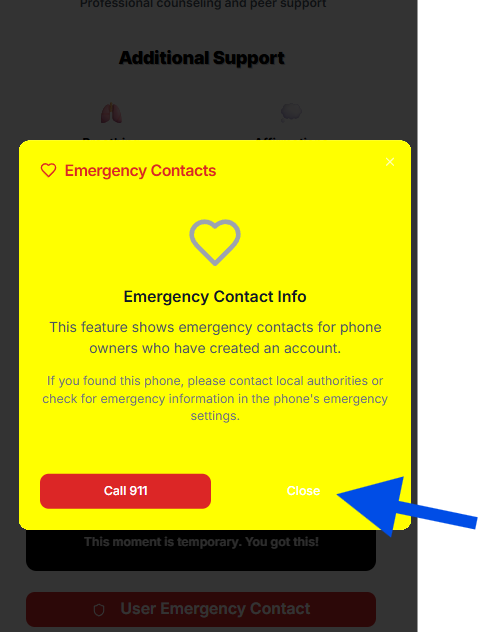 Professional counseling and peer support
Additional Support
Emergency Contacts
Emergency Contact Info
This feature shows emergency contacts for phone
owners who have created an account.
If you found this phone, please contact local authorities or
check for emergency information in the phone's emergency
settings.
Call 911
Close
This moment is temporary. You got this!
User Emergency Contact